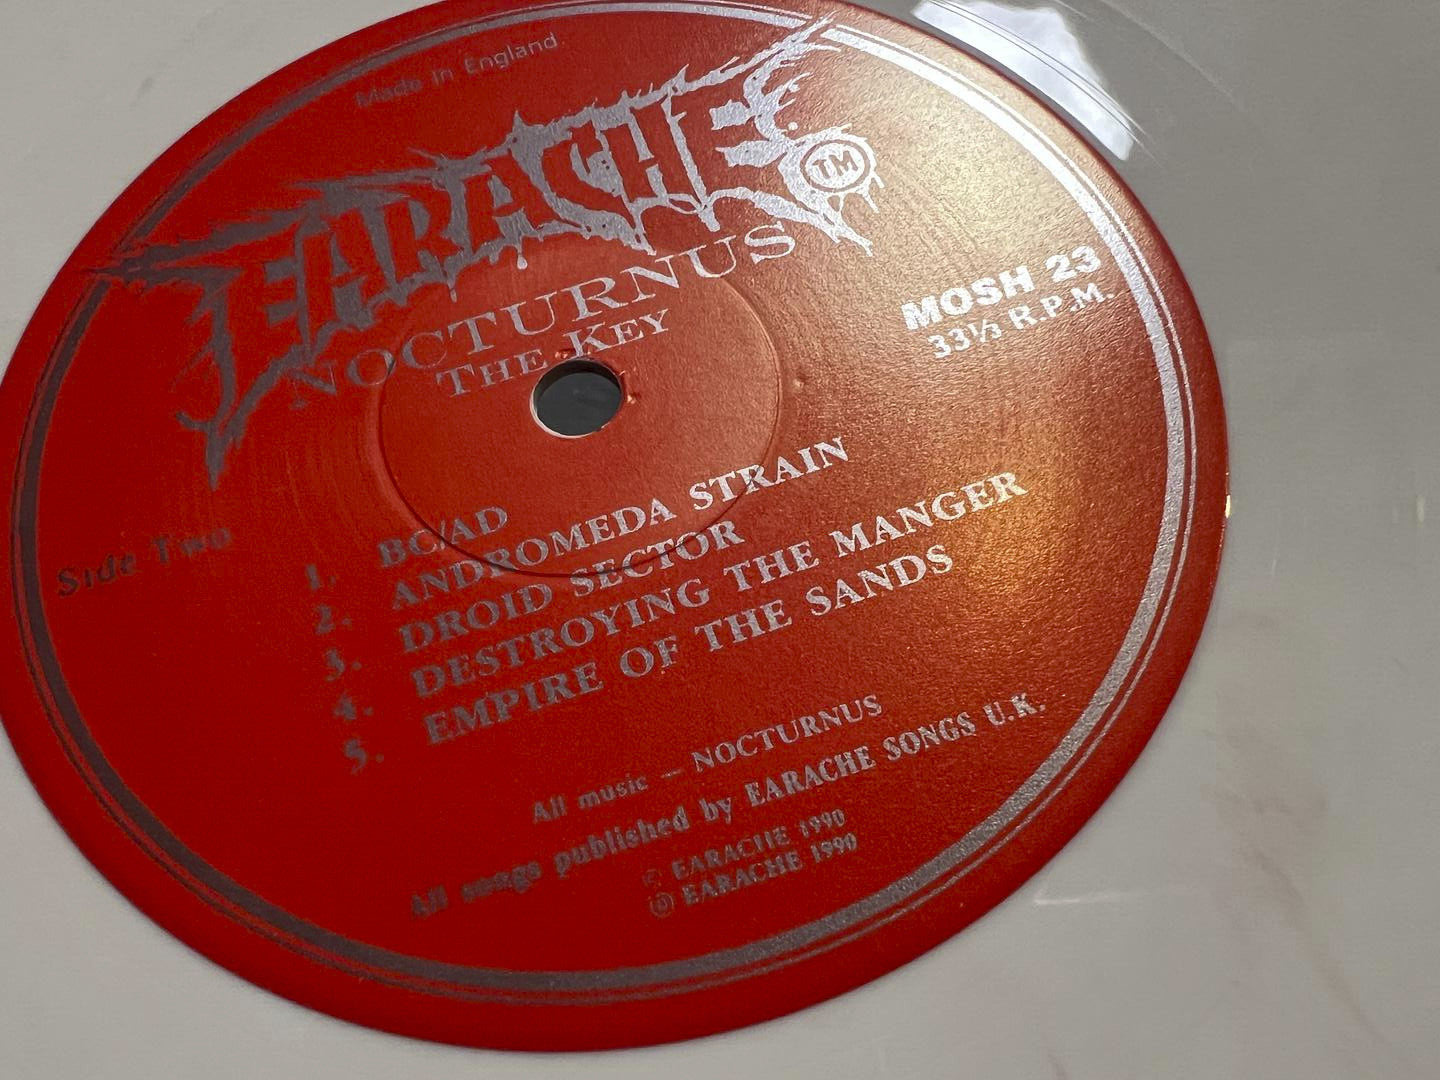 Made in England
EARACHE TM
NOCTURNUS
THE KEY
MOSH 23
33⅓ R.P.M.
Side Two
1. BC/AD
2. ANDROMEDA STRAIN
3. DROID SECTOR
4. DESTROYING THE MANGER
5. EMPIRE OF THE SANDS
All music — NOCTURNUS
All songs published by EARACHE SONGS U.K.
© EARACHE 1990
℗ EARACHE 1990